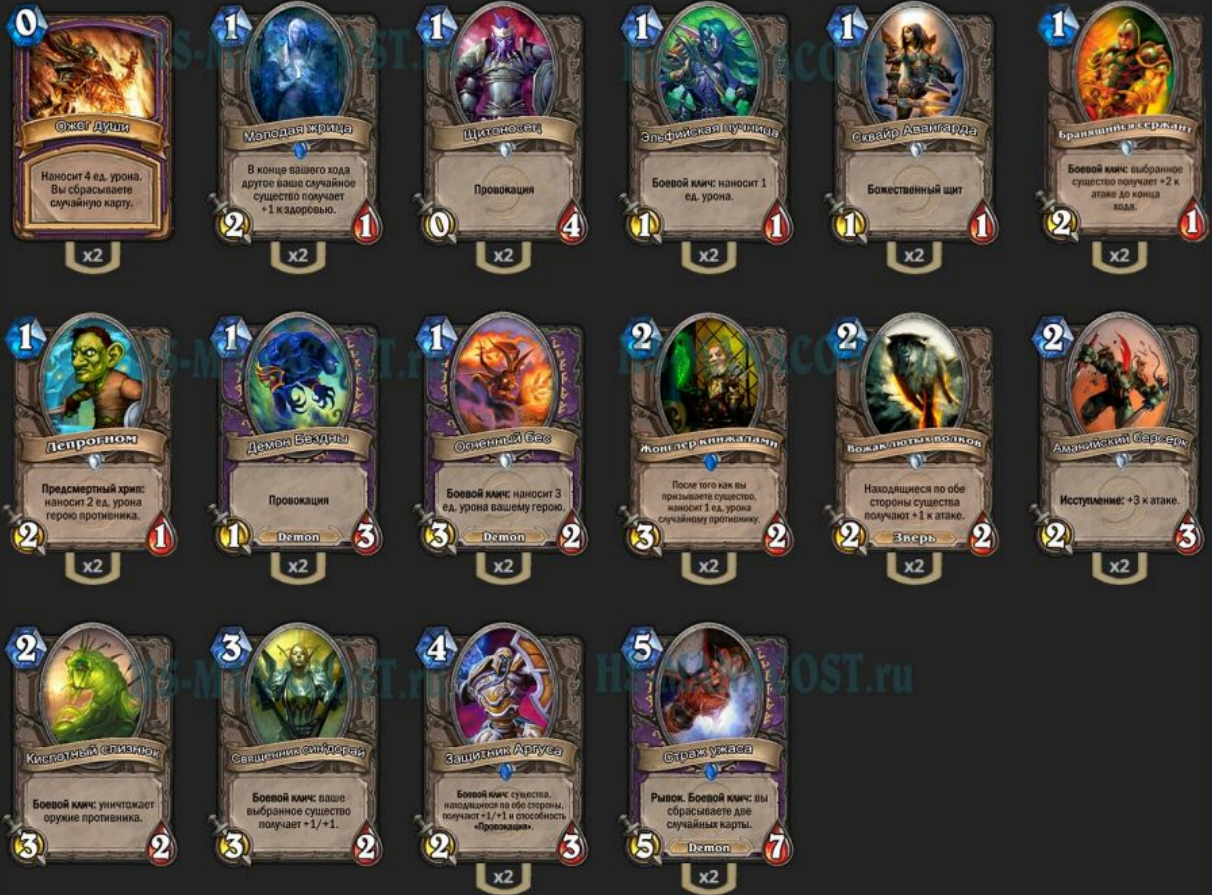 0
Ожог души
Наносит 4 ед. урона.
Вы сбрасываете
случайную карту.
x2
1
Молодая жрица
В конце вашего хода
другое ваше случайное
существо получает
+1 к здоровью.
2
1
x2
1
Щитоносец
Провокация
0
4
x2
1
Эльфийская лучница
Боевой клич: наносит 1
ед. урона.
1
1
x2
1
Сквайр Авангарда
Божественный щит
1
1
x2
1
Бранящийся сержант
Боевой клич: выбранное
существо получает +2 к
атаке до конца
хода.
2
1
x2
1
Лепрогном
Предсмертный хрип:
наносит 2 ед. урона
герою противника.
2
1
x2
1
Демон Бездны
Провокация
1
Demon
3
x2
1
Огненный бес
Боевой клич: наносит 3
ед. урона вашему герою.
3
Demon
2
x2
2
Жонглер кинжалами
После того как вы
призываете существо,
наносит 1 ед. урона
случайному противнику.
3
2
x2
2
Вожак лютых волков
Находящиеся по обе
стороны существа
получают +1 к атаке.
2
Зверь
2
x2
2
Аманийский берсерк
Исступление: +3 к атаке.
2
3
x2
2
Кислотный слизнюк
Боевой клич: уничтожает
оружие противника.
3
2
3
Священник син'дорай
Боевой клич: ваше
выбранное существо
получает +1/+1.
3
2
4
Защитник Аргуса
Боевой клич: существа,
находящиеся по обе стороны,
получают +1/+1 и способность
«Провокация».
2
3
x2
5
Страж ужаса
Рывок. Боевой клич: вы
сбрасываете две
случайных карты.
5
Demon
7
x2